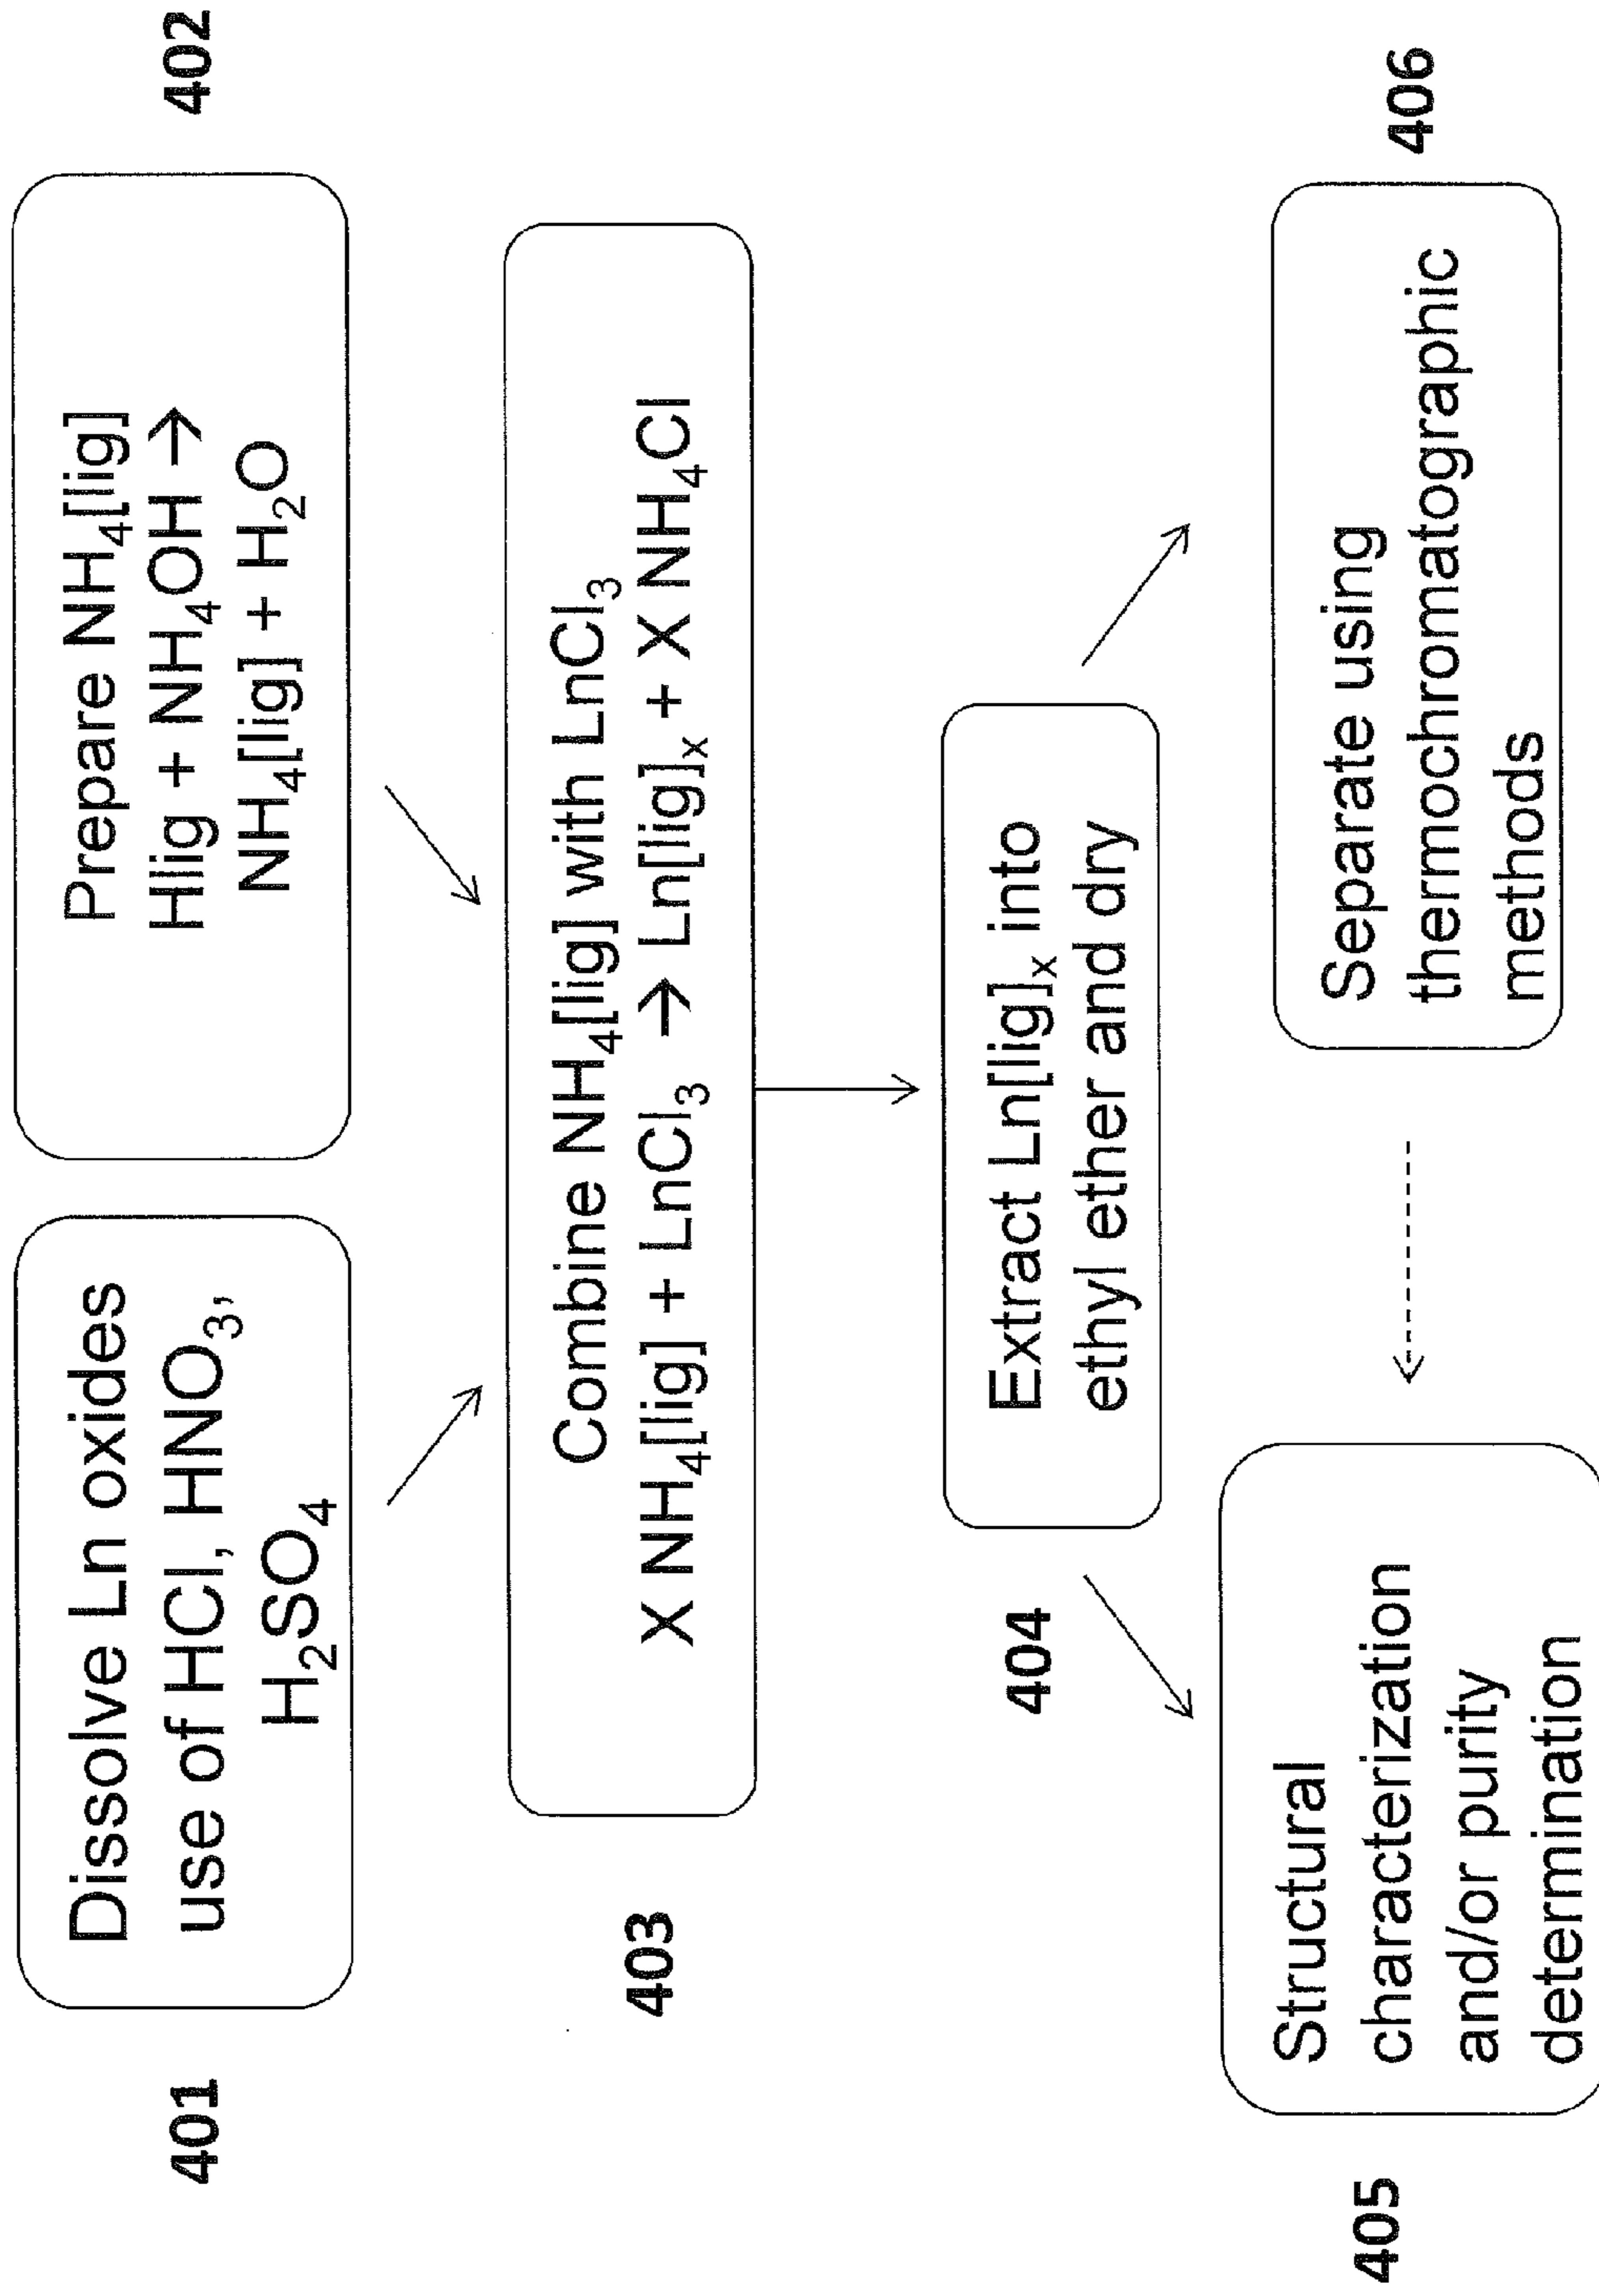 401
Dissolve Ln oxides
use of HCl, HNO₃,
H₂SO₄
Prepare NH₄[lig]
Hlig + NH₄OH →
NH₄[lig] + H₂O
402
403
Combine NH₄[lig] with LnCl₃
X NH₄[lig] + LnCl₃ → Ln[lig]ₓ + X NH₄Cl
404
Extract Ln[lig]ₓ into
ethyl ether and dry
405
Structural
characterization
and/or purity
determination
Separate using
thermochromatographic
methods
406